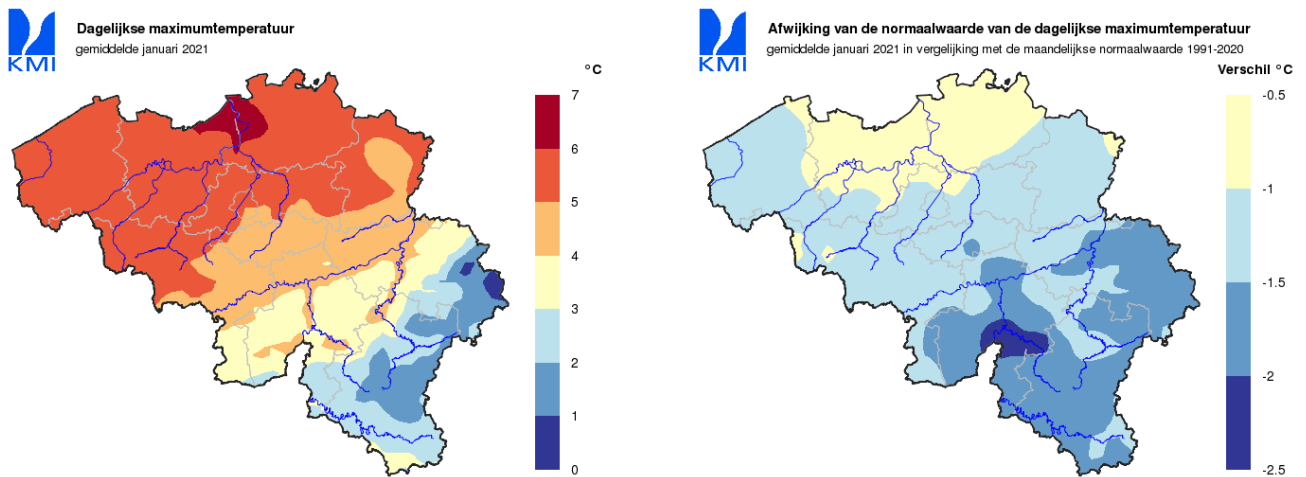 KMI
Dagelijkse maximumtemperatuur
gemiddelde januari 2021
°C
7
6
5
4
3
2
1
0
KMI
Afwijking van de normaalwaarde van de dagelijkse maximumtemperatuur
gemiddelde januari 2021 in vergelijking met de maandelijkse normaalwaarde 1991-2020
Verschil °C
-0.5
-1
-1.5
-2
-2.5